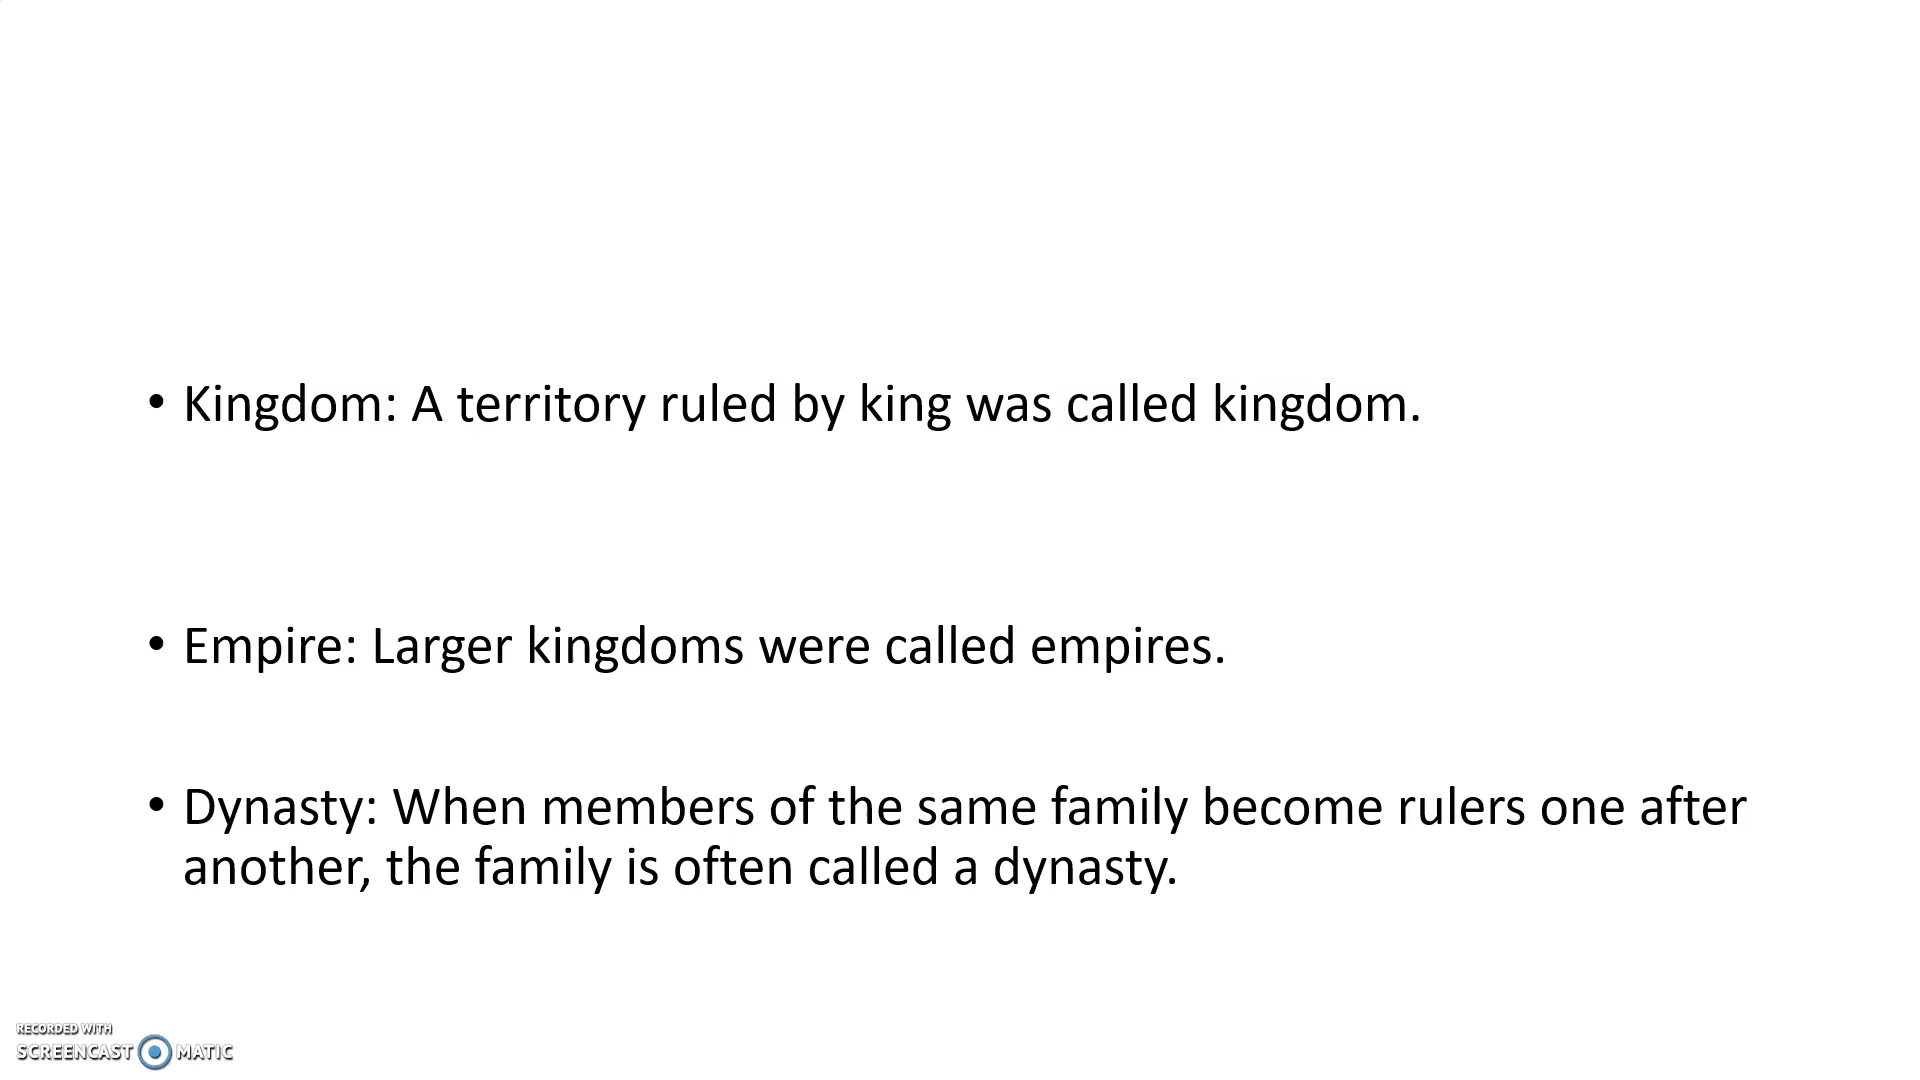 • Kingdom: A territory ruled by king was called kingdom.
• Empire: Larger kingdoms were called empires.
• Dynasty: When members of the same family become rulers one after
another, the family is often called a dynasty.
RECORDED WITH
SCREENCAST MATIC